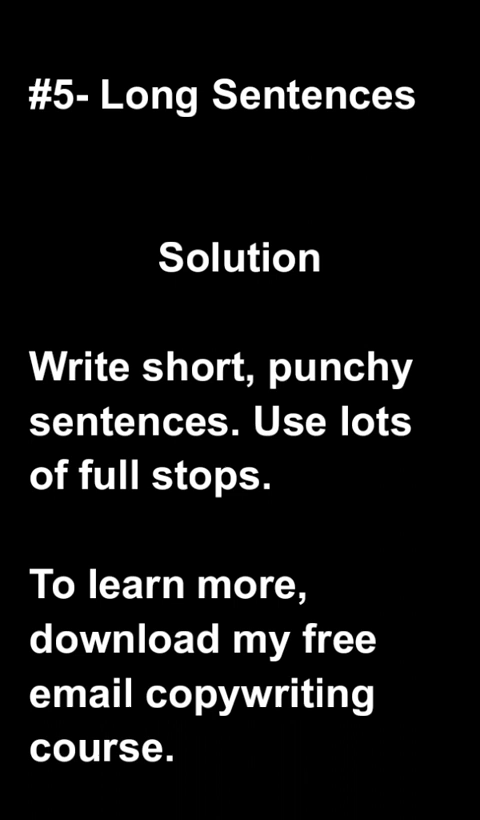 #5- Long Sentences
Solution
Write short, punchy
sentences. Use lots
of full stops.
To learn more,
download my free
email copywriting
course.